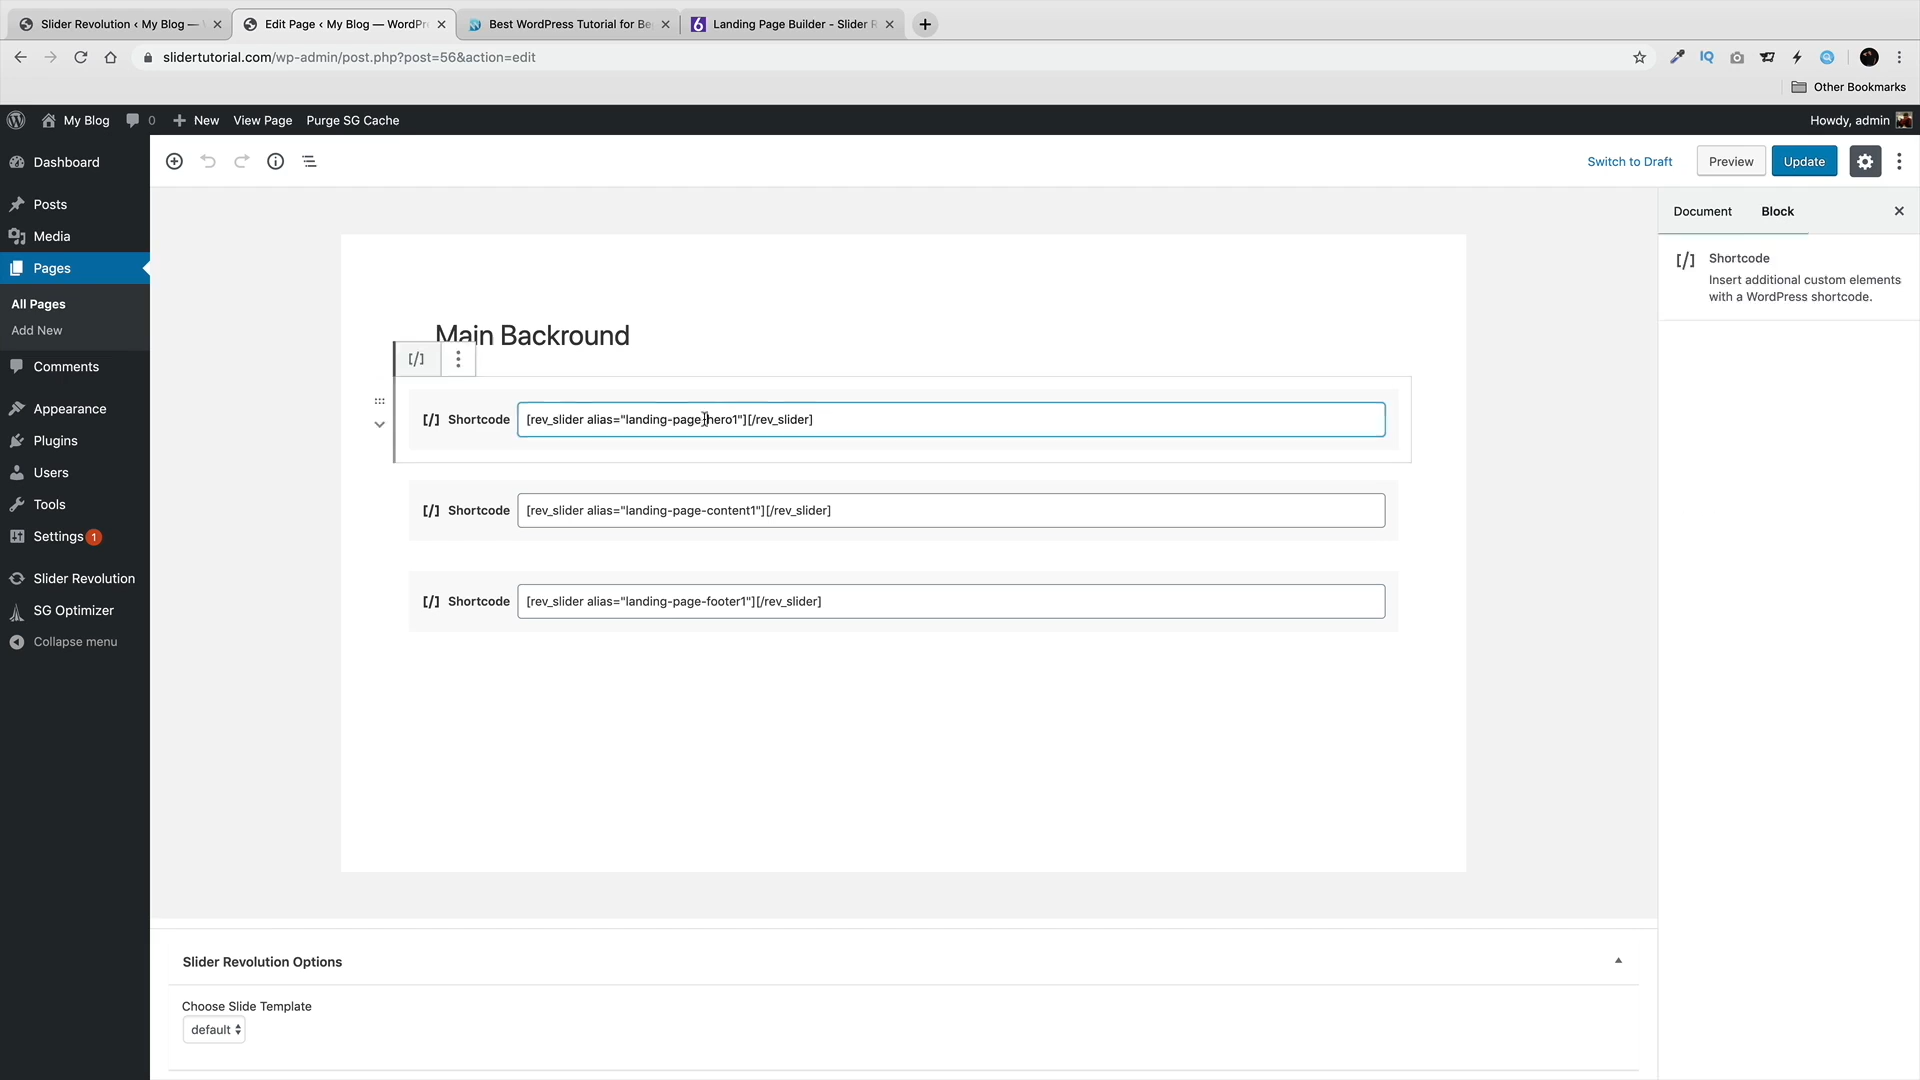 Slider Revolution ‹ My Blog —
Edit Page ‹ My Blog — WordPr
Best WordPress Tutorial for Be
Landing Page Builder - Slider R
slidertutorial.com/wp-admin/post.php?post=56&action=edit
IQ
Other Bookmarks
My Blog
0
New
View Page
Purge SG Cache
Howdy, admin
Dashboard
Posts
Media
Pages
All Pages
Add New
Comments
Appearance
Plugins
Users
Tools
Settings 1
Slider Revolution
SG Optimizer
Collapse menu
Switch to Draft
Preview
Update
Document
Block
[/] Shortcode
Insert additional custom elements
with a WordPress shortcode.
Main Backround
[/]
[/] Shortcode [rev_slider alias="landing-page-hero1"][/rev_slider]
[/] Shortcode [rev_slider alias="landing-page-content1"][/rev_slider]
[/] Shortcode [rev_slider alias="landing-page-footer1"][/rev_slider]
Slider Revolution Options
Choose Slide Template
default